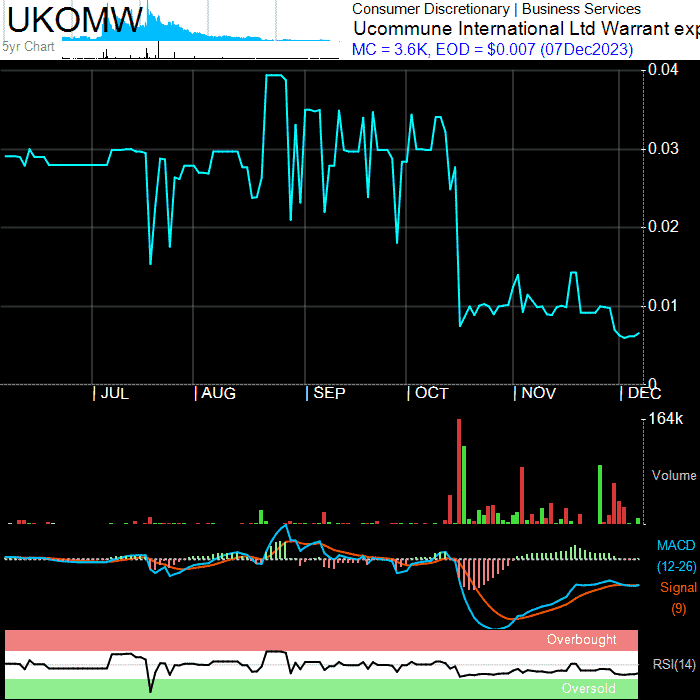 UKOMW
5yr Chart
Consumer Discretionary | Business Services
Ucommune International Ltd Warrant exp
MC = 3.6K, EOD = $0.007 (07Dec2023)
0.04
0.03
0.02
0.01
0
| JUL | AUG | SEP | OCT | NOV | DEC
164k
Volume
MACD
(12-26)
Signal
(9)
Overbought
RSI(14)
Oversold